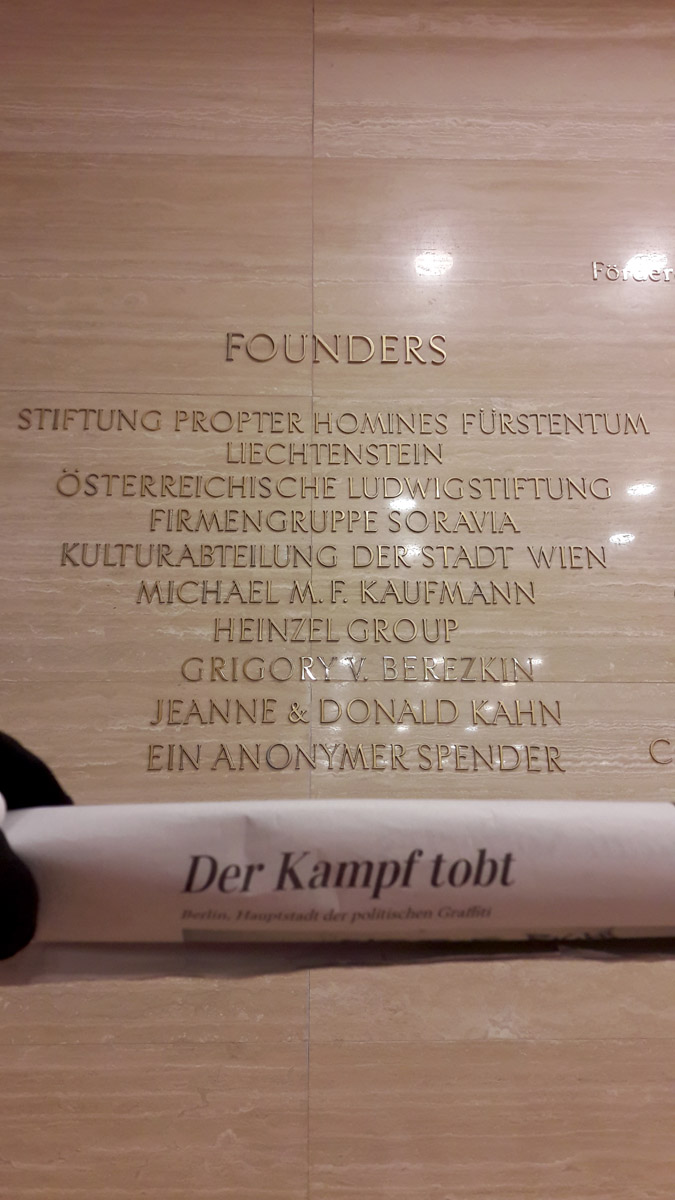 Förder
FOUNDERS
STIFTUNG PROPTER HOMINES FÜRSTENTUM
LIECHTENSTEIN
ÖSTERREICHISCHE LUDWIGSTIFTUNG
FIRMENGRUPPE SORAVIA
KULTURABTEILUNG DER STADT WIEN
MICHAEL M. F. KAUFMANN
HEINZEL GROUP
GRIGORY V. BEREZKIN
JEANNE & DONALD KAHN
EIN ANONYMER SPENDER
C
Der Kampf tobt
Berlin, Hauptstadt der politischen Graffiti